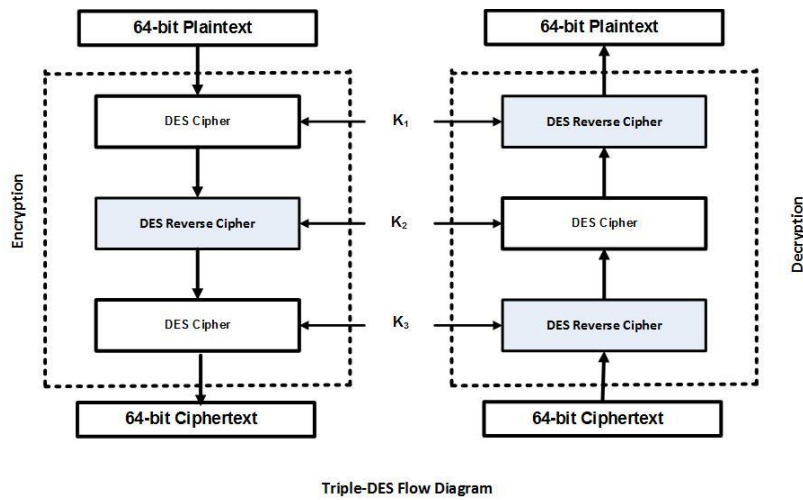 64-bit Plaintext
64-bit Plaintext
DES Cipher
K₁
DES Reverse Cipher
Encryption
DES Reverse Cipher
K₂
DES Cipher
Decryption
DES Cipher
K₃
DES Reverse Cipher
64-bit Ciphertext
64-bit Ciphertext
Triple-DES Flow Diagram